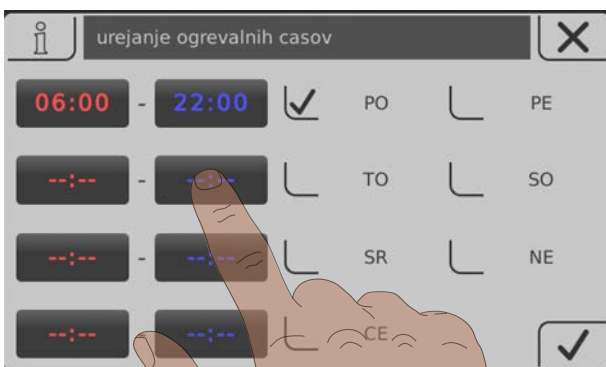 urejanje ogrevalnih casov
06:00 - 22:00 PO PE
--:-- - --:-- TO SO
--:-- - --:-- SR NE
--:-- - --:-- CE